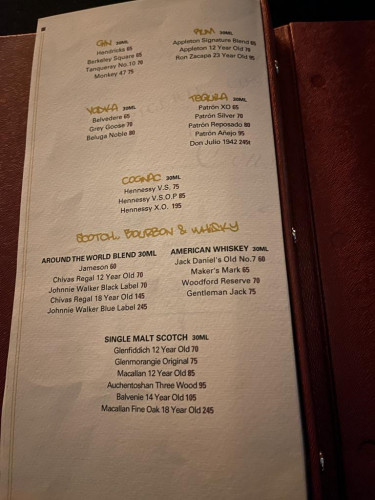 GIN 30ML
Hendricks 65
Berkeley Square 65
Tanqueray No.10 70
Monkey 47 75
RUM 30ML
Appleton Signature Blend 65
Appleton 12 Year Old 70
Ron Zacapa 23 Year Old 95
VODKA 30ML
Belvedere 65
Grey Goose 70
Beluga Noble 80
TEQUILA 30ML
Patrón XO 65
Patrón Silver 70
Patrón Reposado 80
Patrón Añejo 95
Don Julio 1942 245t
COGNAC 30ML
Hennessy V.S. 75
Hennessy V.S.O.P 85
Hennessy X.O. 195
SCOTCH, BOURBON & WHISKY
AROUND THE WORLD BLEND 30ML
Jameson 60
Chivas Regal 12 Year Old 70
Johnnie Walker Black Label 70
Chivas Regal 18 Year Old 145
Johnnie Walker Blue Label 245
AMERICAN WHISKEY 30ML
Jack Daniel's Old No.7 60
Maker's Mark 65
Woodford Reserve 70
Gentleman Jack 75
SINGLE MALT SCOTCH 30ML
Glenfiddich 12 Year Old 70
Glenmorangie Original 75
Macallan 12 Year Old 85
Auchentoshan Three Wood 95
Balvenie 14 Year Old 105
Macallan Fine Oak 18 Year Old 245